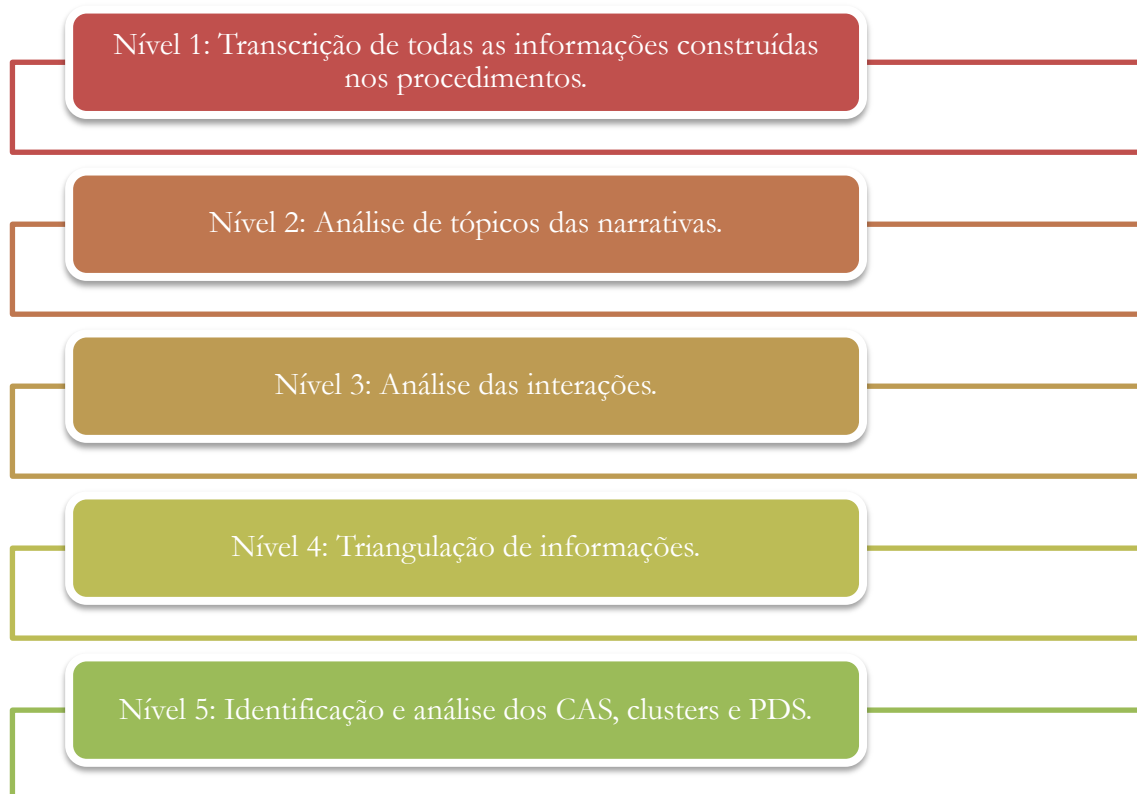 Nível 1: Transcrição de todas as informações construídas
nos procedimentos.
Nível 2: Análise de tópicos das narrativas.
Nível 3: Análise das interações.
Nível 4: Triangulação de informações.
Nível 5: Identificação e análise dos CAS, clusters e PDS.